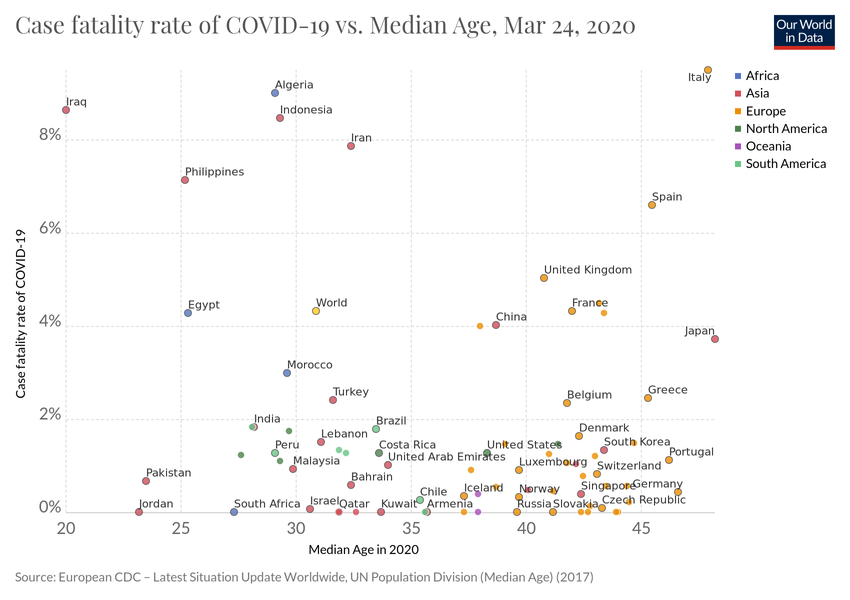 Case fatality rate of COVID-19 vs. Median Age, Mar 24, 2020
Our World
in Data
Africa
Asia
Europe
North America
Oceania
South America
Case fatality rate of COVID-19
8%
6%
4%
2%
0%
Italy
Algeria
Iraq
Indonesia
Iran
Philippines
Spain
United Kingdom
Egypt
World
France
China
Japan
Morocco
Turkey
Belgium
Greece
India
Brazil
Denmark
Lebanon
Peru
Costa Rica
United States
South Korea
Portugal
Malaysia
United Arab Emirates
Luxembourg
Switzerland
Pakistan
Bahrain
Chile
Iceland
Norway
Singapore
Germany
Jordan
South Africa
Israel
Qatar
Kuwait
Armenia
Russia
Slovakia
Czech Republic
20
25
30
35
40
45
Median Age in 2020
Source: European CDC – Latest Situation Update Worldwide, UN Population Division (Median Age) (2017)